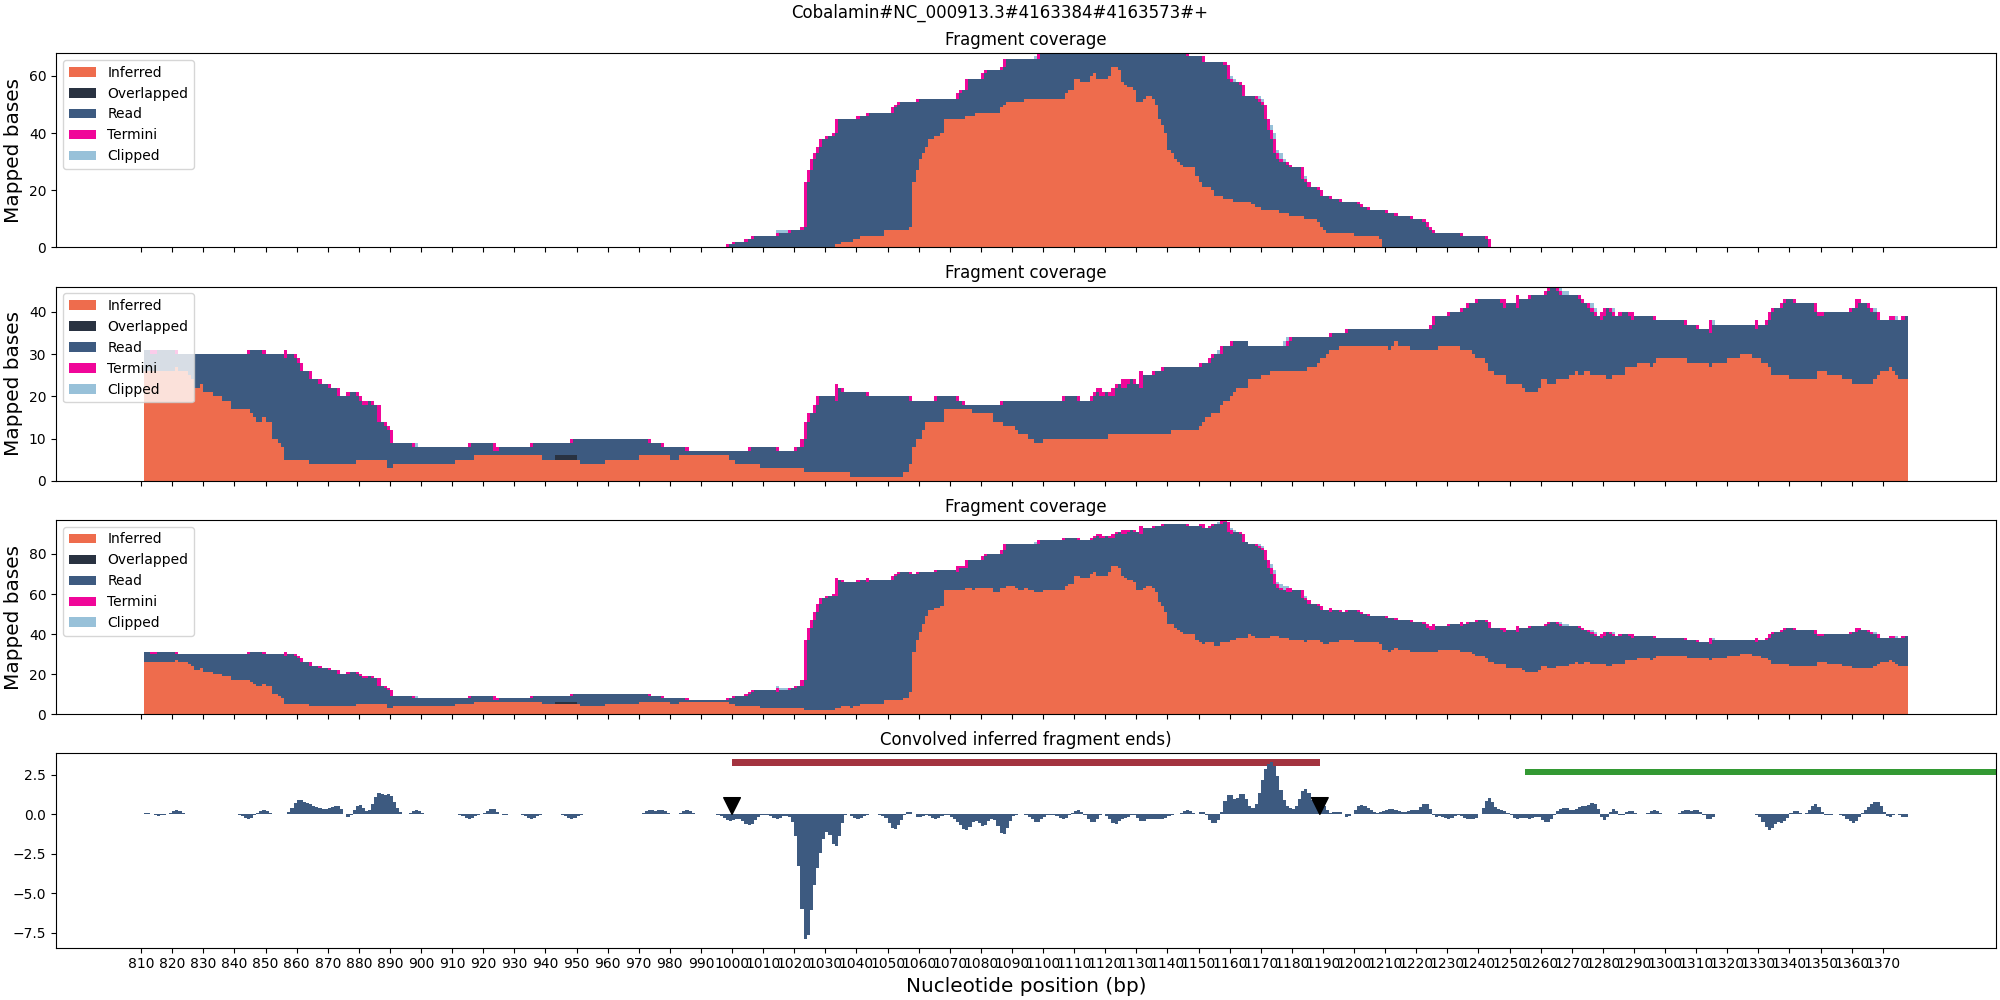 Cobalamin#NC_000913.3#4163384#4163573#+
Fragment coverage
Mapped bases
60
40
20
0
Inferred
Overlapped
Read
Termini
Clipped
Fragment coverage
Mapped bases
40
30
20
10
0
Inferred
Overlapped
Read
Termini
Clipped
Fragment coverage
Mapped bases
80
60
40
20
0
Inferred
Overlapped
Read
Termini
Clipped
Convolved inferred fragment ends)
2.5
0.0
−2.5
−5.0
−7.5
810 820 830 840 850 860 870 880 890 900 910 920 930 940 950 960 970 980 990 1000 1010 1020 1030 1040 1050 1060 1070 1080 1090 1100 1110 1120 1130 1140 1150 1160 1170 1180 1190 1200 1210 1220 1230 1240 1250 1260 1270 1280 1290 1300 1310 1320 1330 1340 1350 1360 1370
Nucleotide position (bp)